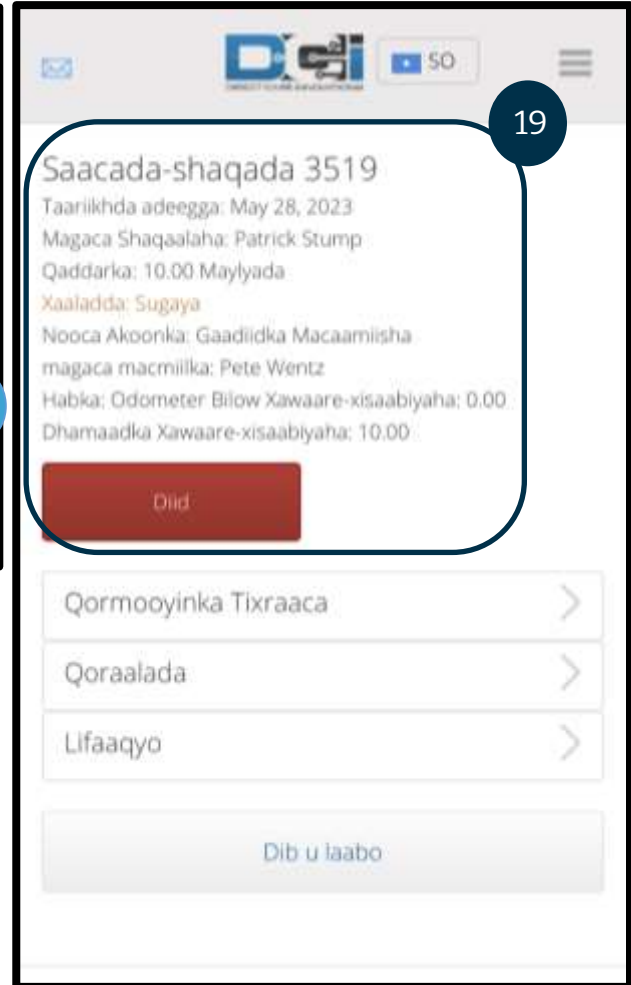 DCI
SO
19
Saacada-shaqada 3519
Taariikhda adeegga: May 28, 2023
Magaca Shaqaalaha: Patrick Stump
Qaddarka: 10.00 Maylyada
Xaaladda: Sugaya
Nooca Akoonka: Gaadiidka Macaamiisha
magaca macmiilka: Pete Wentz
Habka: Odometer Bilow Xawaare-xisaabiyaha: 0.00
Dhamaadka Xawaare-xisaabiyaha: 10.00
Diid
Qormooyinka Tixraaca
Qoraalada
Lifaaqyo
Dib u laabo